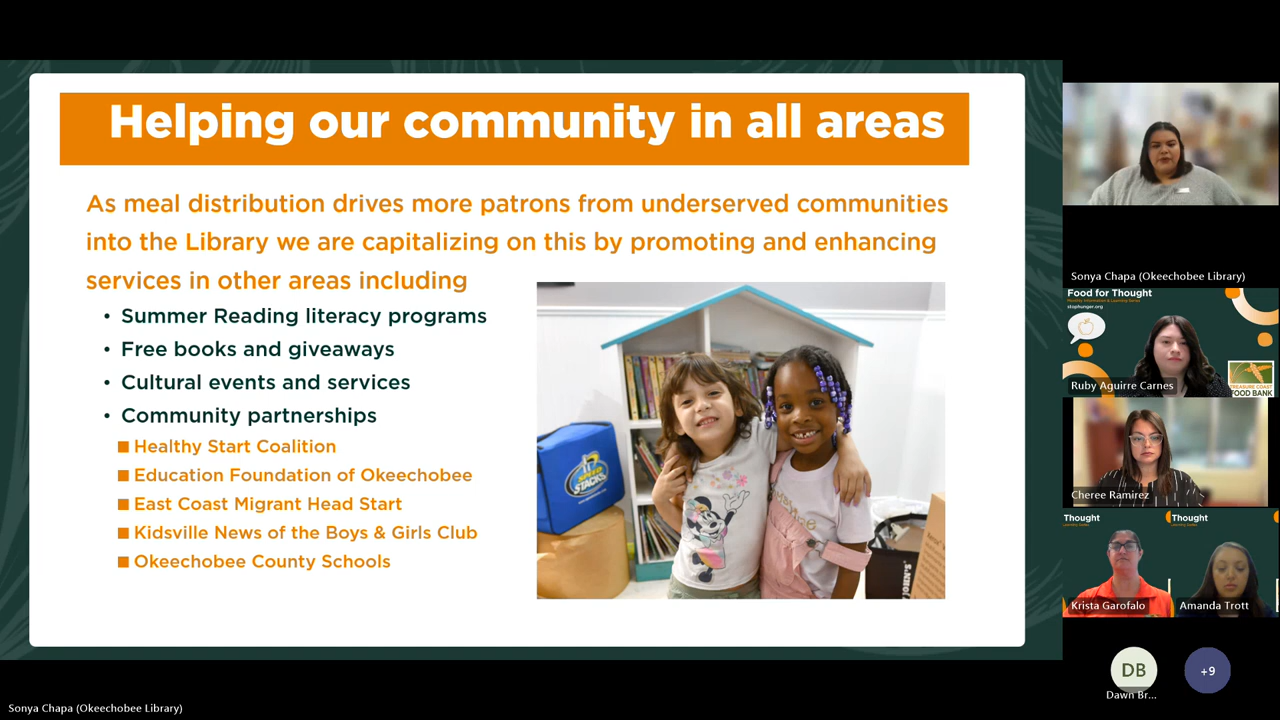 Helping our community in all areas
As meal distribution drives more patrons from underserved communities
into the Library we are capitalizing on this by promoting and enhancing
services in other areas including
• Summer Reading literacy programs
• Free books and giveaways
• Cultural events and services
• Community partnerships
■ Healthy Start Coalition
■ Education Foundation of Okeechobee
■ East Coast Migrant Head Start
■ Kidsville News of the Boys & Girls Club
■ Okeechobee County Schools
SPEED
STACKS
Sonya Chapa (Okeechobee Library)
Food for Thought
stophunger.org
Ruby Aguirre Carnes
TREASURE COAST
FOOD BANK
Cheree Ramirez
Thought
Thought
Krista Garofalo
Amanda Trott
DB
+9
Dawn Br...
Sonya Chapa (Okeechobee Library)